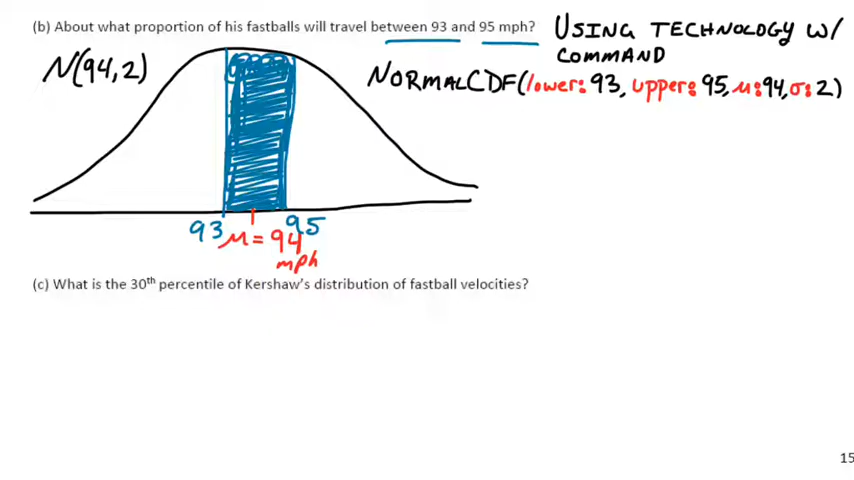 (b) About what proportion of his fastballs will travel between 93 and 95 mph?
USING TECHNOLOGY W/
COMMAND
N(94,2)
NORMALCDF(lower: 93, upper: 95, μ: 94, σ: 2)
93 95
μ = 94
mph
(c) What is the 30th percentile of Kershaw's distribution of fastball velocities?
15